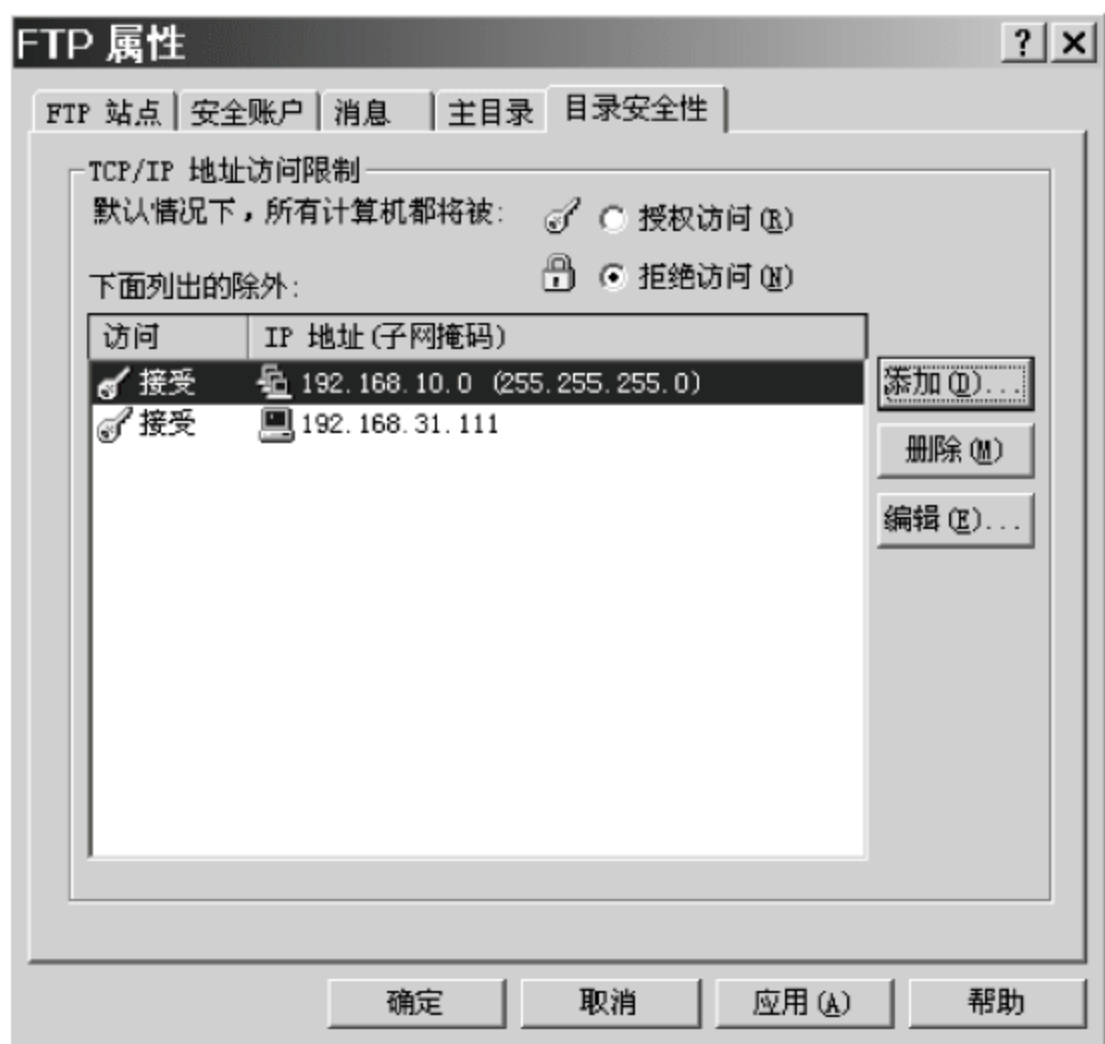 FTP 属性
FTP 站点 安全账户 消息 主目录 目录安全性
TCP/IP 地址访问限制
默认情况下，所有计算机都将被: 授权访问(R)
下面列出的除外: 拒绝访问(N)
访问 IP 地址(子网掩码)
接受 192.168.10.0 (255.255.255.0)
接受 192.168.31.111
添加(D)...
删除(M)
编辑(E)...
确定 取消 应用(A) 帮助